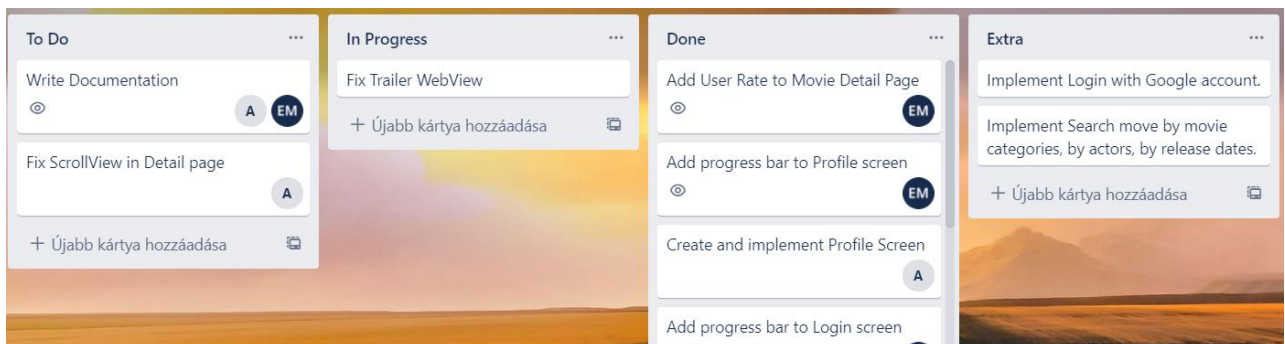 To Do
Write Documentation
A EM
Fix ScrollView in Detail page
A
+ Újabb kártya hozzáadása
In Progress
Fix Trailer WebView
+ Újabb kártya hozzáadása
Done
Add User Rate to Movie Detail Page
EM
Add progress bar to Profile screen
EM
Create and implement Profile Screen
A
Add progress bar to Login screen
Extra
Implement Login with Google account.
Implement Search move by movie
categories, by actors, by release dates.
+ Újabb kártya hozzáadása